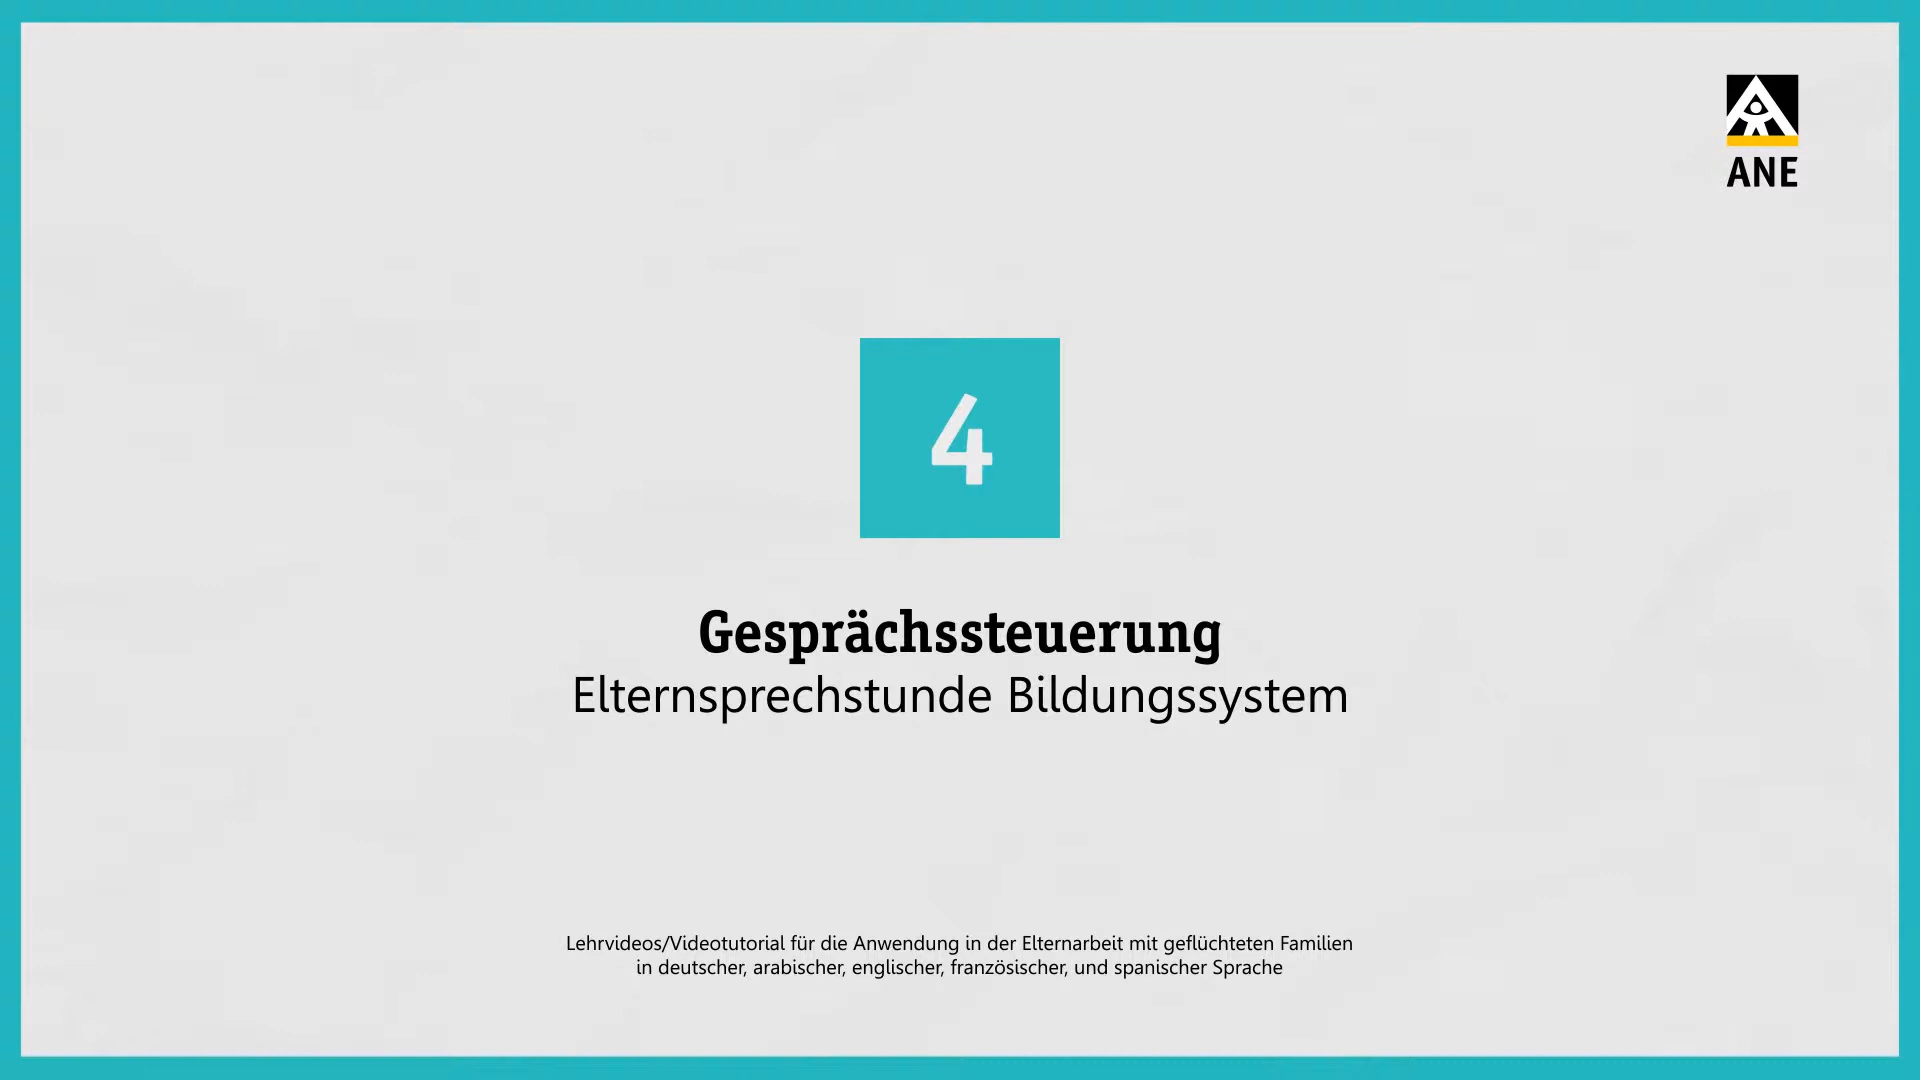 ANE
4
Gesprächssteuerung
Elternsprechstunde Bildungssystem
Lehrvideos/Videotutorial für die Anwendung in der Elternarbeit mit geflüchteten Familien
in deutscher, arabischer, englischer, französischer, und spanischer Sprache